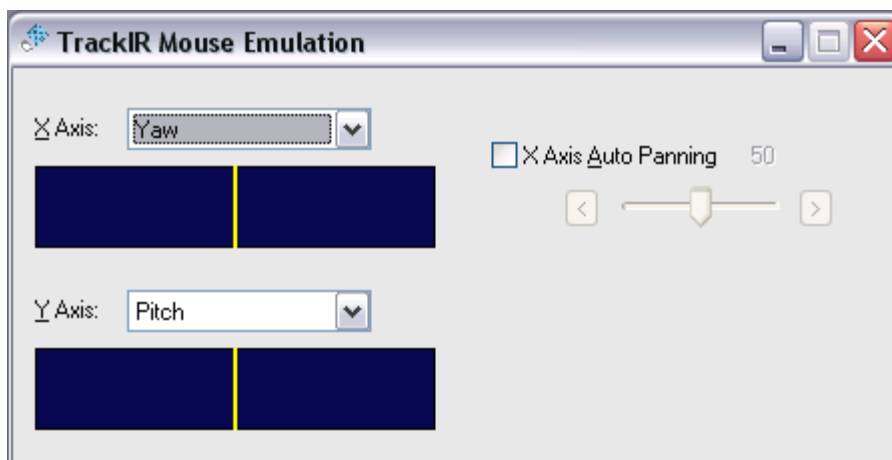 TrackIR Mouse Emulation
X Axis: Yaw
X Axis Auto Panning 50
Y Axis: Pitch